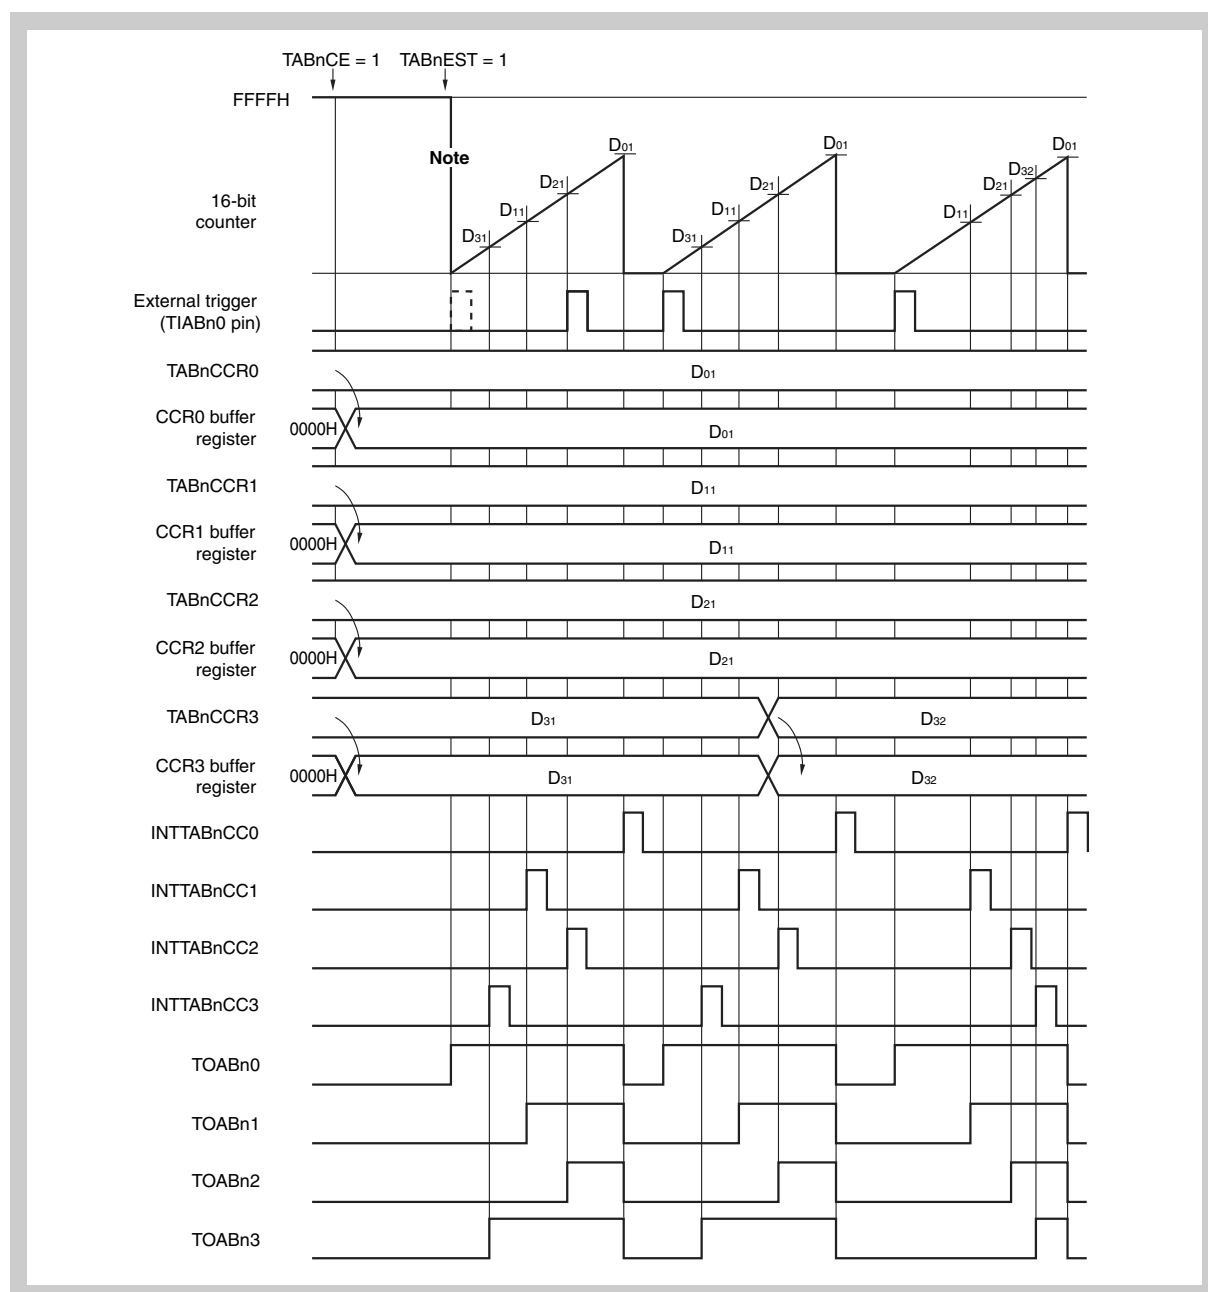 TABnCE = 1 TABnEST = 1
FFFFH
Note
D01 D01 D01
D32
D21 D21 D21
D11 D11 D11
D31 D31
16-bit
counter
External trigger
(TIABn0 pin)
TABnCCR0 D01
CCR0 buffer
register
0000H D01
TABnCCR1 D11
CCR1 buffer
register
0000H D11
TABnCCR2 D21
CCR2 buffer
register
0000H D21
TABnCCR3 D31 D32
CCR3 buffer
register
0000H D31 D32
INTTABnCC0
INTTABnCC1
INTTABnCC2
INTTABnCC3
TOABn0
TOABn1
TOABn2
TOABn3